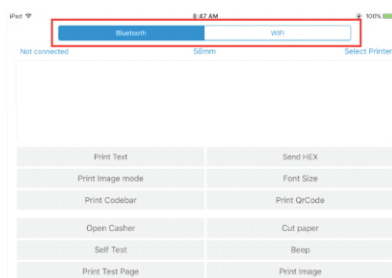 iPad 8:47 AM 100%
Bluetooth WIFI
Not connected 58mm Select Printer
Print Text Send HEX
Print Image mode Font Size
Print Codebar Print QrCode
Open Casher Cut paper
Self Test Beep
Print Test Page Print Image